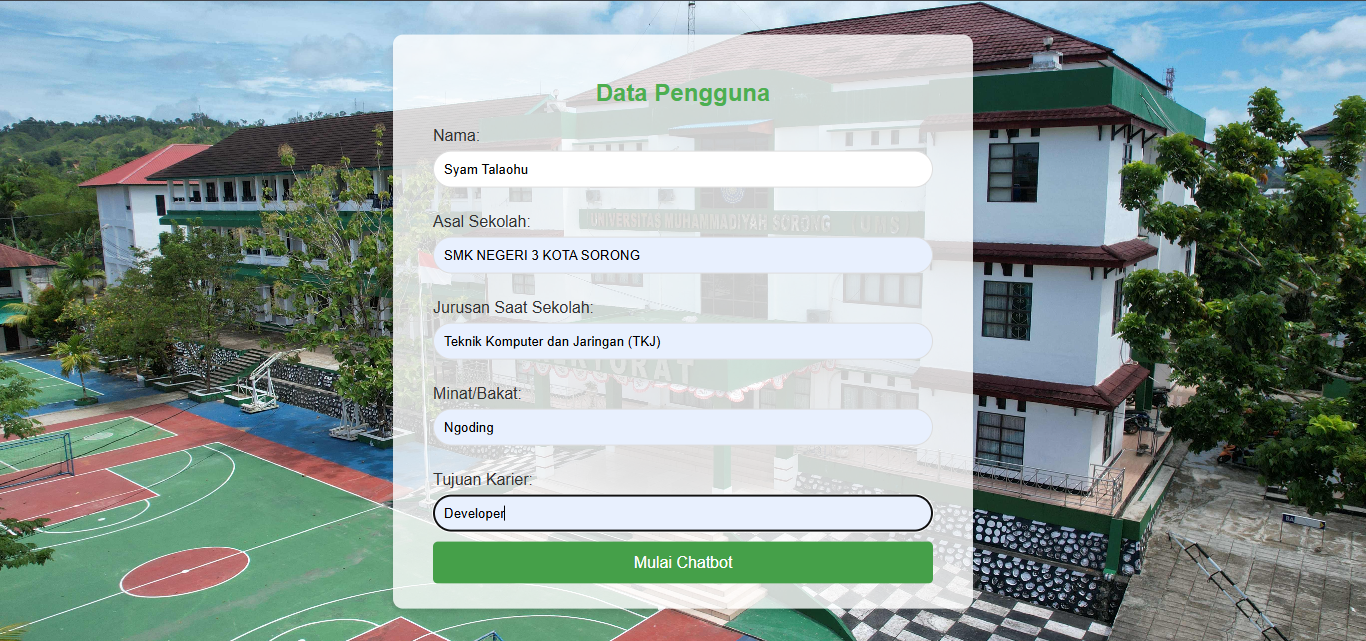 Data Pengguna
Nama:
Syam Talaohu
Asal Sekolah:
UNIVERSITAS MUHAMMADIYAH SORONG
SMK NEGERI 3 KOTA SORONG
Jurusan Saat Sekolah:
Teknik Komputer dan Jaringan (TKJ)
Minat/Bakat:
Ngoding
Tujuan Karier:
Developer
Mulai Chatbot